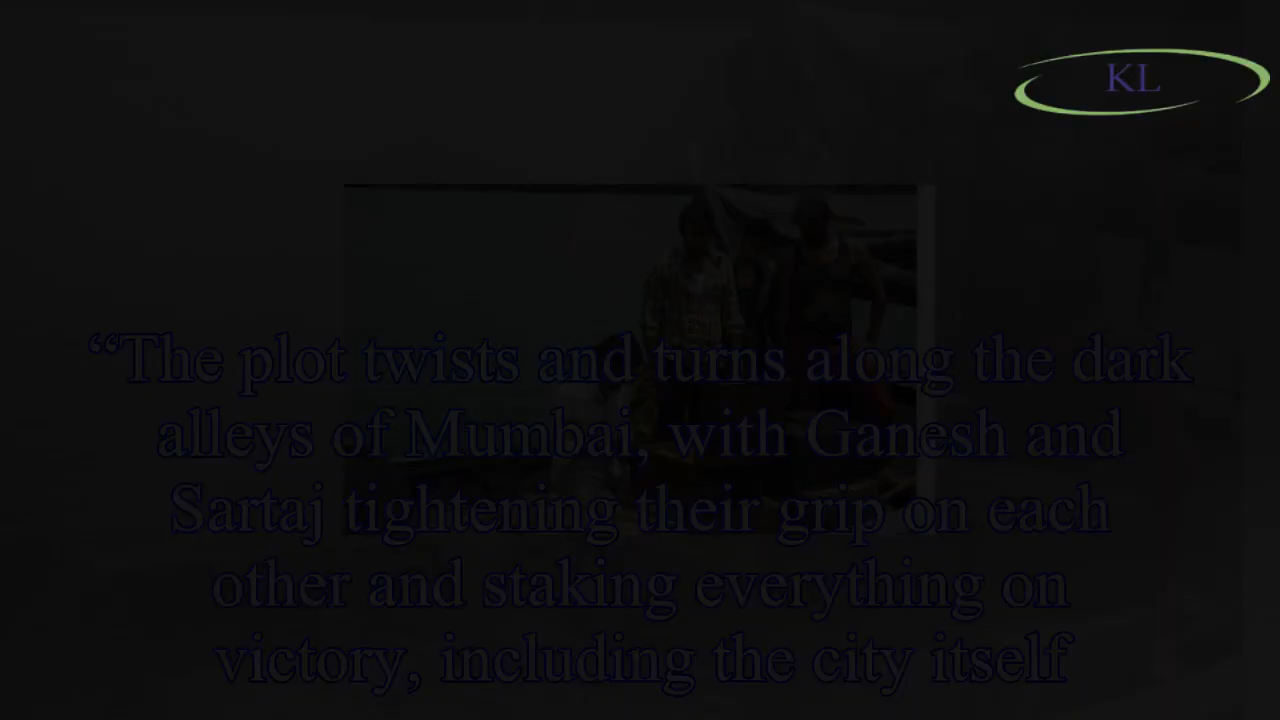 KL
“The plot twists and turns along the dark
alleys of Mumbai, with Ganesh and
Sartaj tightening their grip on each
other and staking everything on
victory, including the city itself